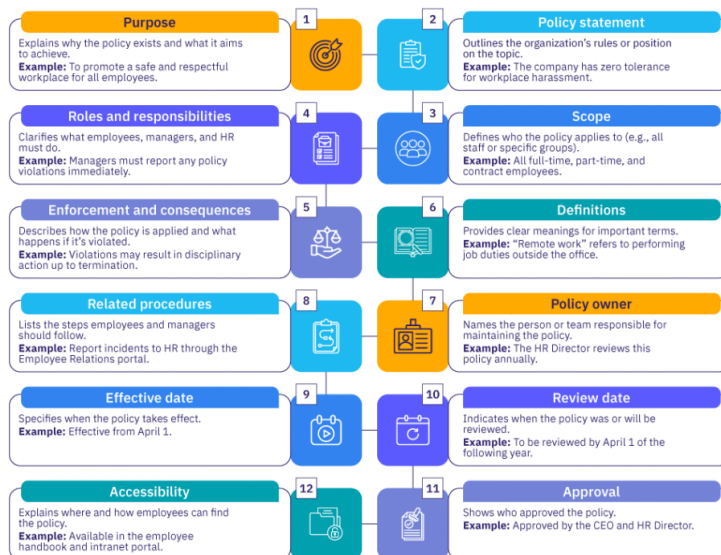 Purpose
1
Explains why the policy exists and what it aims
to achieve.
Example: To promote a safe and respectful
workplace for all employees.
2
Policy statement
Outlines the organization's rules or position
on the topic.
Example: The company has zero tolerance
for workplace harassment.
3
Scope
Defines who the policy applies to (e.g., all
staff or specific groups).
Example: All full-time, part-time, and
contract employees.
Roles and responsibilities
4
Clarifies what employees, managers, and HR
must do.
Example: Managers must report any policy
violations immediately.
Enforcement and consequences
5
Describes how the policy is applied and what
happens if it's violated.
Example: Violations may result in disciplinary
action up to termination.
6
Definitions
Provides clear meanings for important terms.
Example: "Remote work" refers to performing
job duties outside the office.
7
Policy owner
Names the person or team responsible for
maintaining the policy.
Example: The HR Director reviews this
policy annually.
Related procedures
8
Lists the steps employees and managers
should follow.
Example: Report incidents to HR through the
Employee Relations portal.
Effective date
9
Specifies when the policy takes effect.
Example: Effective from April 1.
10
Review date
Indicates when the policy was or will be
reviewed.
Example: To be reviewed by April 1 of the
following year.
11
Approval
Shows who approved the policy.
Example: Approved by the CEO and HR Director.
Accessibility
12
Explains where and how employees can find
the policy.
Example: Available in the employee
handbook and intranet portal.